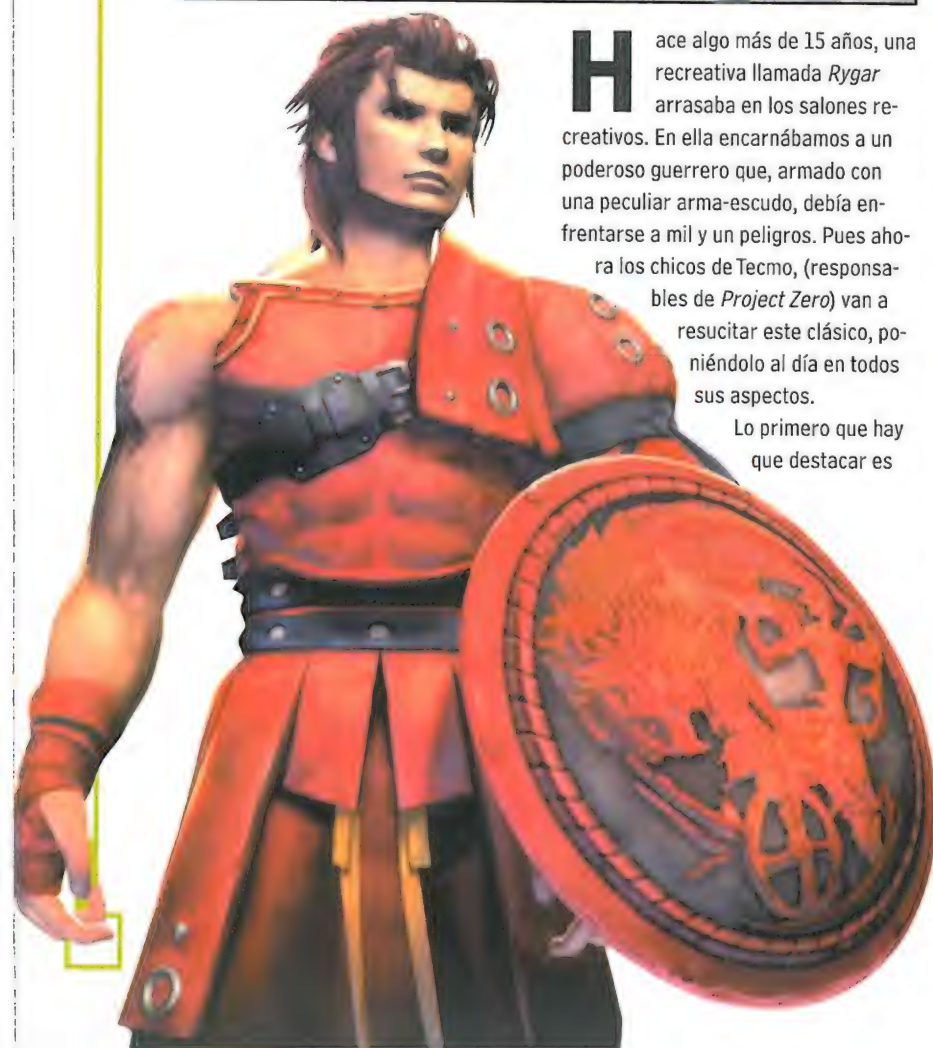 Hace algo más de 15 años, una
recreativa llamada Rygar
arrasaba en los salones re-
creativos. En ella encarnábamos a un
poderoso guerrero que, armado con
una peculiar arma-escudo, debía en-
frentarse a mil y un peligros. Pues aho-
ra los chicos de Tecmo, (responsa-
bles de Project Zero) van a
resucitar este clásico, po-
niéndolo al día en todos
sus aspectos.
Lo primero que hay
que destacar es